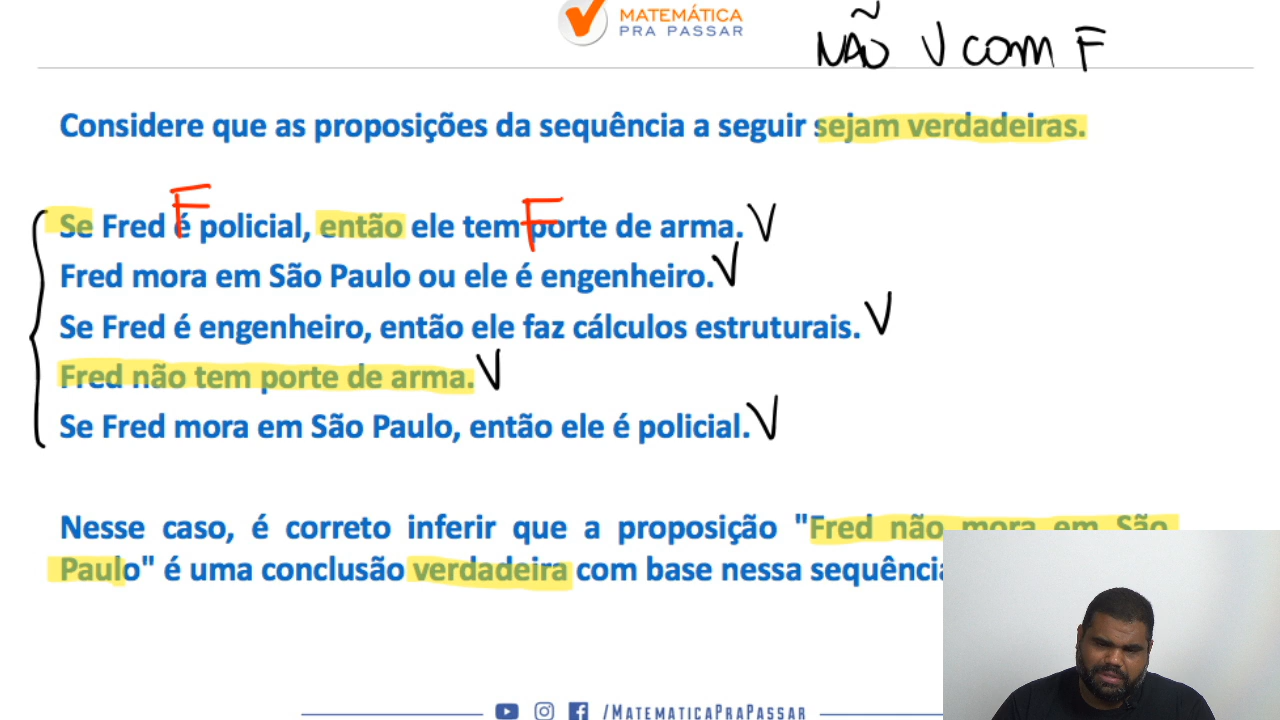 MATEMÁTICA
PRA PASSAR
NÃO V COM F
Considere que as proposições da sequência a seguir sejam verdadeiras.
F F
Se Fred é policial, então ele tem porte de arma. V
Fred mora em São Paulo ou ele é engenheiro. V
Se Fred é engenheiro, então ele faz cálculos estruturais. V
Fred não tem porte de arma. V
Se Fred mora em São Paulo, então ele é policial. V
Nesse caso, é correto inferir que a proposição "Fred não mora em São
Paulo" é uma conclusão verdadeira com base nessa
/MATEMATICAPRAPASSAR